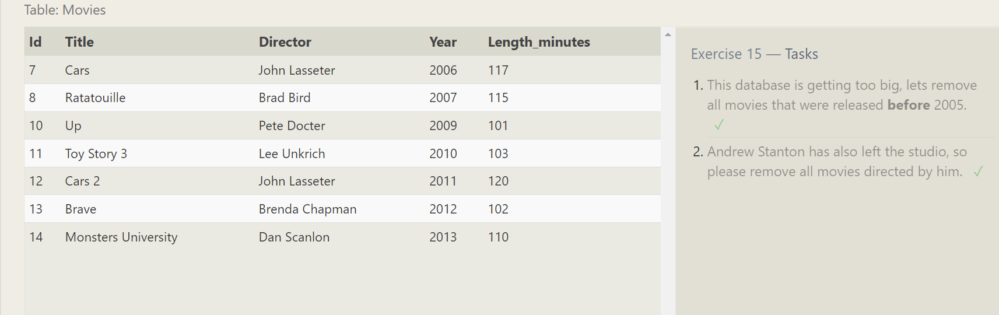 Table: Movies
Id Title Director Year Length_minutes
7 Cars John Lasseter 2006 117
8 Ratatouille Brad Bird 2007 115
10 Up Pete Docter 2009 101
11 Toy Story 3 Lee Unkrich 2010 103
12 Cars 2 John Lasseter 2011 120
13 Brave Brenda Chapman 2012 102
14 Monsters University Dan Scanlon 2013 110
Exercise 15 — Tasks
1. This database is getting too big, lets remove
all movies that were released before 2005.
✓
2. Andrew Stanton has also left the studio, so
please remove all movies directed by him. ✓